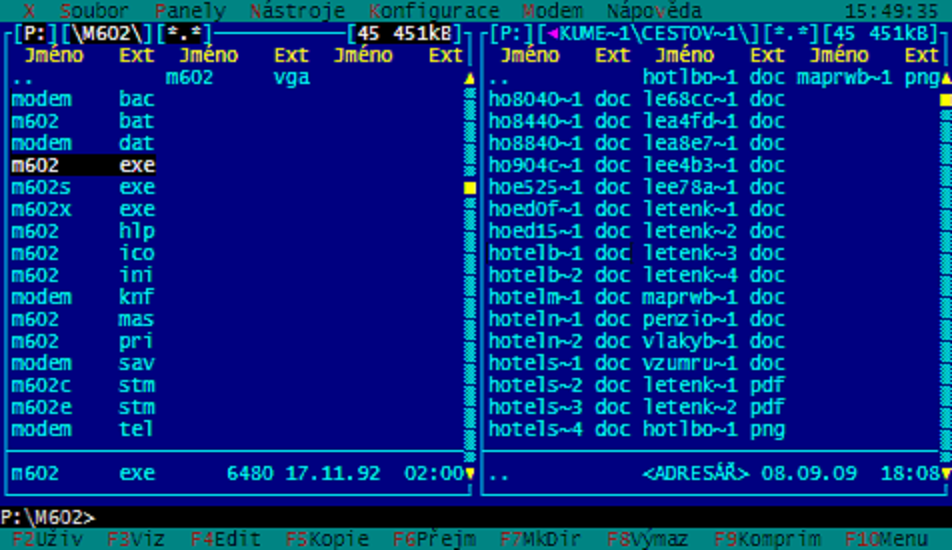 X Soubor Panely Nástroje Konfigurace Modem Nápověda 15:49:35
[P:][\M602\][*.*] [45 451kB] [P:][◄KUME~1\CESTOV~1\][*.*][45 451kB]
Jméno Ext Jméno Ext Jméno Ext Jméno Ext Jméno Ext Jméno Ext
.. m602 vga .. hotlbo~1 doc maprwb~1 png
modem bac ho8040~1 doc le68cc~1 doc
m602 bat ho8440~1 doc lea4fd~1 doc
modem dat ho8840~1 doc lea8e7~1 doc
m602 exe ho904c~1 doc lee4b3~1 doc
m602s exe hoe525~1 doc lee78a~1 doc
m602x exe hoed0f~1 doc letenk~1 doc
m602 hlp hoed15~1 doc letenk~2 doc
m602 ico hotelb~1 doc letenk~3 doc
m602 ini hotelb~2 doc letenk~4 doc
modem knf hotelm~1 doc maprwb~1 doc
m602 mas hoteln~1 doc penzio~1 doc
m602 pri hoteln~2 doc vlakyb~1 doc
modem sav hotels~1 doc vzumru~1 doc
m602c stm hotels~2 doc letenk~1 pdf
m602e stm hotels~3 doc letenk~2 pdf
modem tel hotels~4 doc hotlbo~1 png
m602 exe 6480 17.11.92 02:00 .. <ADRESÁŘ> 08.09.09 18:08
P:\M602>
F2Uživ F3Viz F4Edit F5Kopie F6Přejm F7MkDir F8Výmaz F9Komprim F10Menu